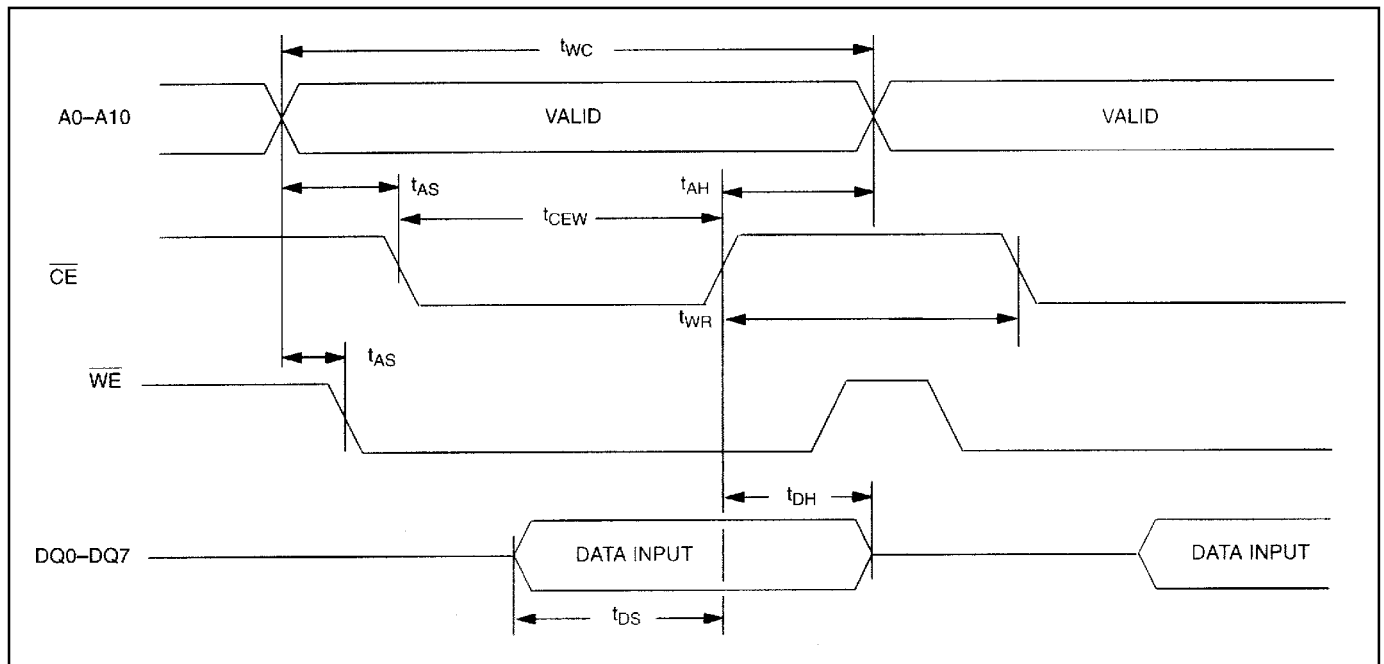 tWC
A0–A10
VALID
VALID
tAS
tAH
tCEW
CE
tWR
tAS
WE
tDH
DQ0–DQ7
DATA INPUT
DATA INPUT
tDS